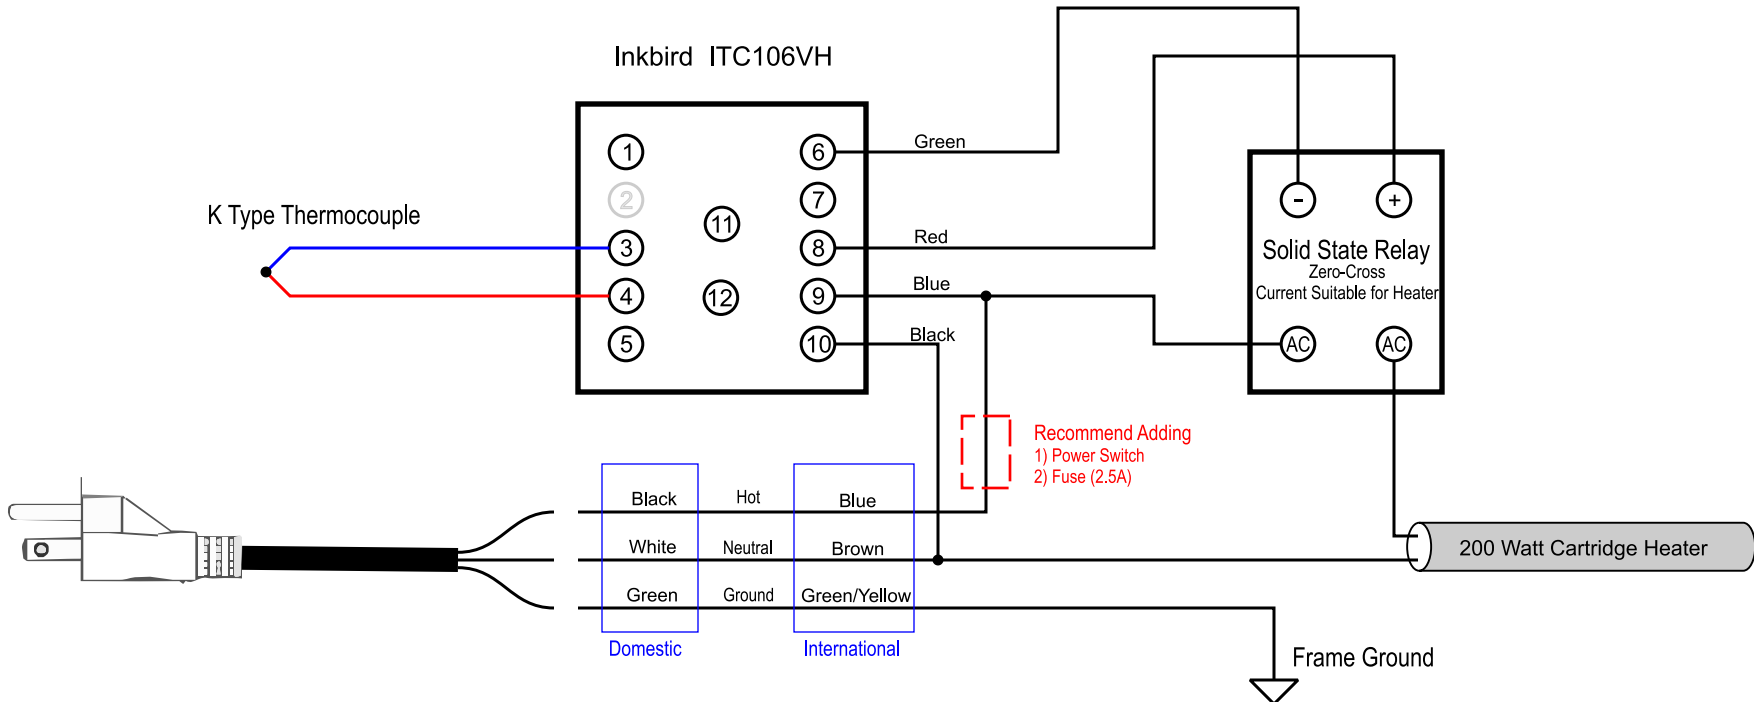 Inkbird ITC106VH
1
6
Green
2
7
K Type Thermocouple
11
3
8
Red
4
12
9
Blue
5
10
Black
-
+
Solid State Relay
Zero-Cross
Current Suitable for Heater
AC
AC
Recommend Adding
1) Power Switch
2) Fuse (2.5A)
Black
Hot
Blue
White
Neutral
Brown
Green
Ground
Green/Yellow
Domestic
International
200 Watt Cartridge Heater
Frame Ground